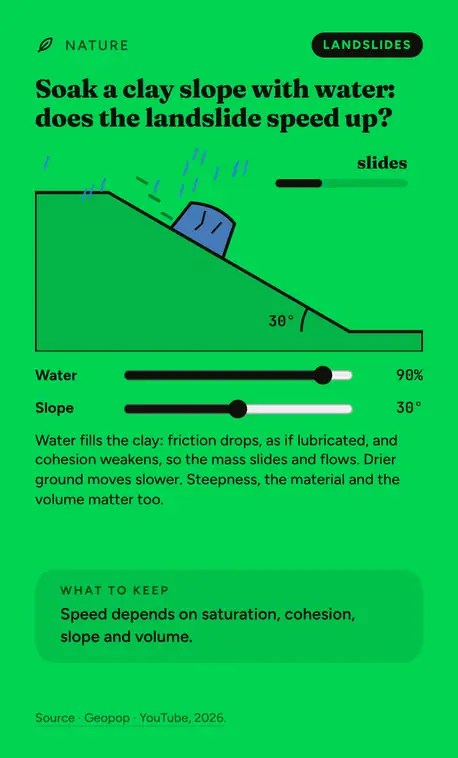 NATURE
LANDSLIDES
Soak a clay slope with water:
does the landslide speed up?
slides
30°
Water
90%
Slope
30°
Water fills the clay: friction drops, as if lubricated, and
cohesion weakens, so the mass slides and flows. Drier
ground moves slower. Steepness, the material and the
volume matter too.
WHAT TO KEEP
Speed depends on saturation, cohesion,
slope and volume.
Source · Geopop · YouTube, 2026.